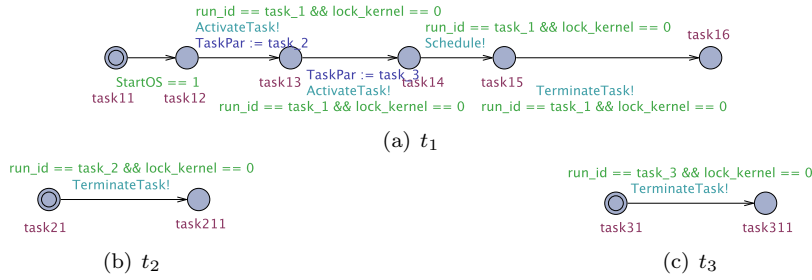 run_id == task_1 && lock_kernel == 0
ActivateTask!
TaskPar := task_2
run_id == task_1 && lock_kernel == 0
Schedule!
task16
StartOS == 1
task11
task12
task13
TaskPar := task_3
task14
task15
ActivateTask!
run_id == task_1 && lock_kernel == 0
TerminateTask!
run_id == task_1 && lock_kernel == 0
(a) t1
run_id == task_2 && lock_kernel == 0
TerminateTask!
task21
task211
(b) t2
run_id == task_3 && lock_kernel == 0
TerminateTask!
task31
task311
(c) t3